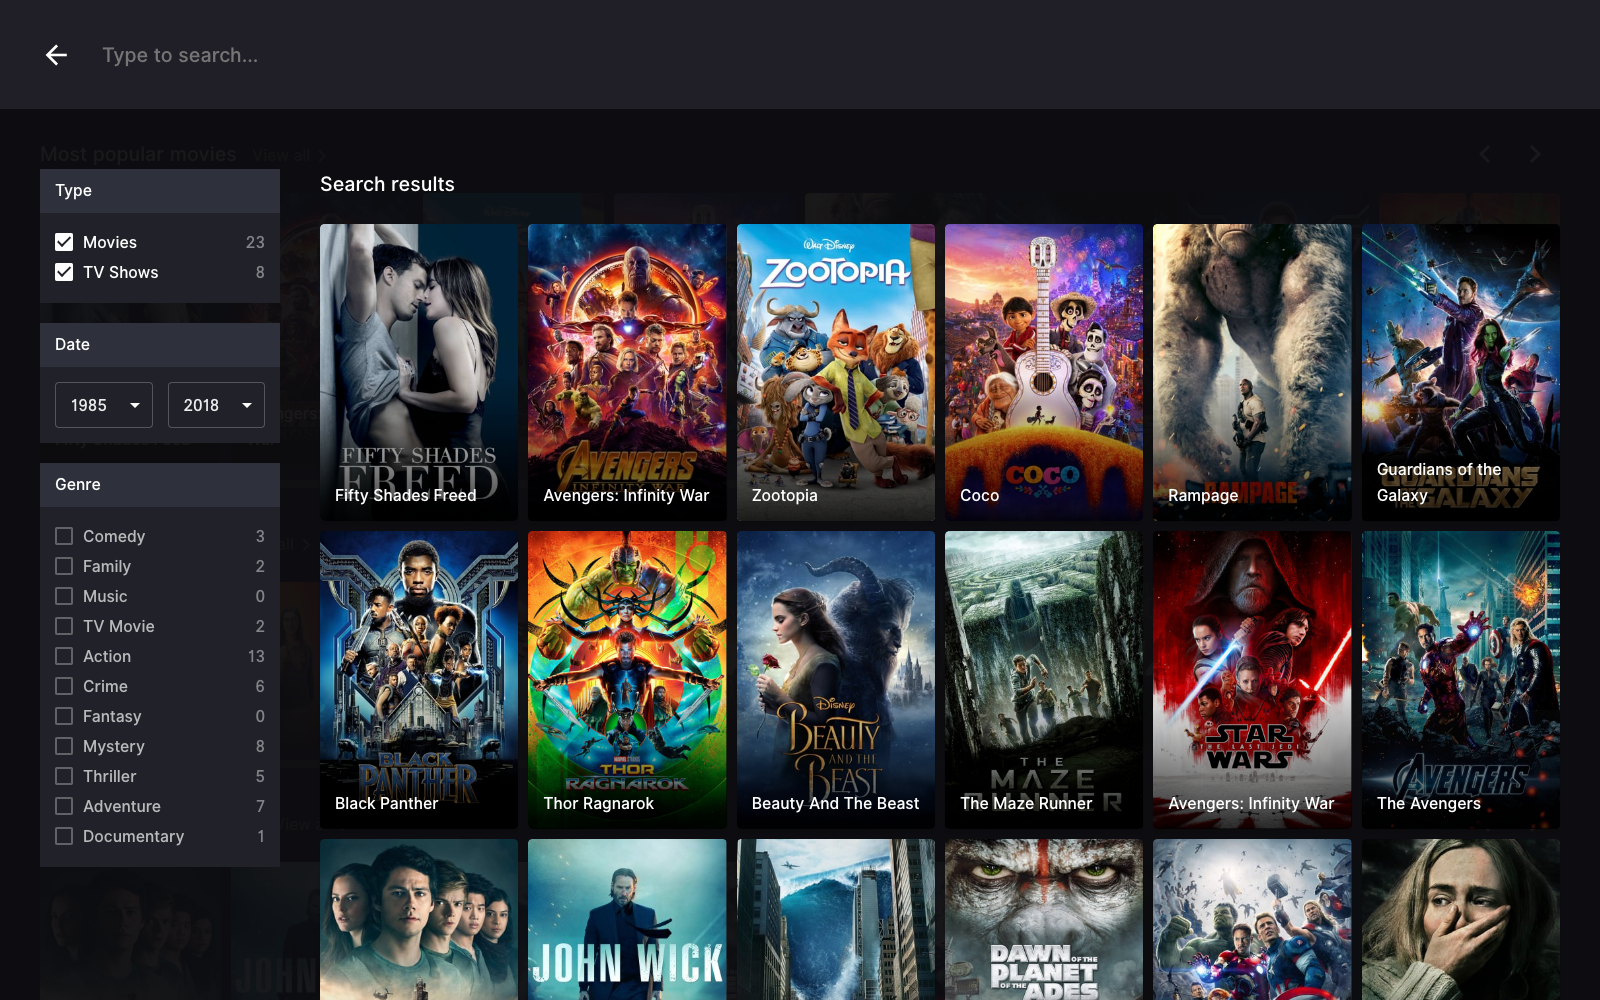 Type to search...
Most popular movies View all
Type
Movies 23
TV Shows 8
Date
1985 2018
Genre
Comedy 3
Family 2
Music 0
TV Movie 2
Action 13
Crime 6
Fantasy 0
Mystery 8
Thriller 5
Adventure 7
Documentary 1
Search results
FIFTY SHADES
FREED
Fifty Shades Freed
AVENGERS
INFINITY WAR
Avengers: Infinity War
WALT DISNEY
ZOOTOPIA
Zootopia
COCO
Coco
RAMPAGE
Rampage
GUARDIANS
OF THE
GALAXY
Guardians of the
Galaxy
BLACK
PANTHER
Black Panther
THOR
RAGNAROK
Thor Ragnarok
DISNEY
BEAUTY
AND THE
BEAST
Beauty And The Beast
THE
MAZE
The Maze Runner
STAR
THE LAST JEDI
WARS
Avengers: Infinity War
AVENGERS
The Avengers
JOHN WICK
DAWN OF THE
PLANET
OF THE APES
View
JOHN